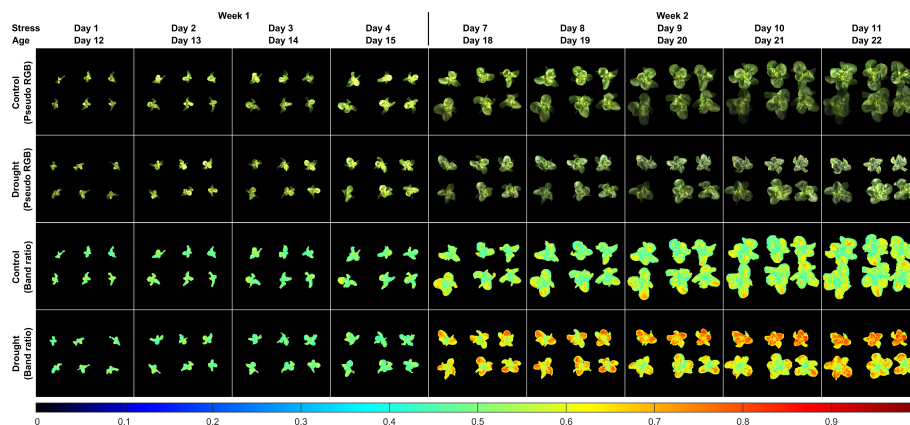 Week 1 Week 2
Stress Day 1 Day 2 Day 3 Day 4 Day 7 Day 8 Day 9 Day 10 Day 11
Age Day 12 Day 13 Day 14 Day 15 Day 18 Day 19 Day 20 Day 21 Day 22
Control
(Pseudo RGB)
Drought
(Pseudo RGB)
Control
(Band ratio)
Drought
(Band ratio)
0 0.1 0.2 0.3 0.4 0.5 0.6 0.7 0.8 0.9